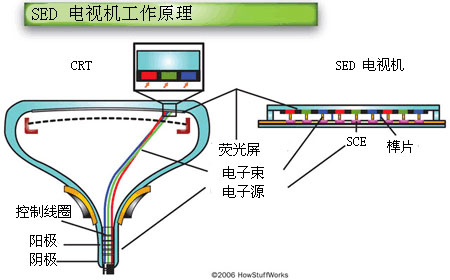 SED 电视机工作原理
CRT
SED 电视机
荧光屏
SCE
榫片
电子束
电子源
控制线圈
阳极
阴极
©2006 HowStuffWorks